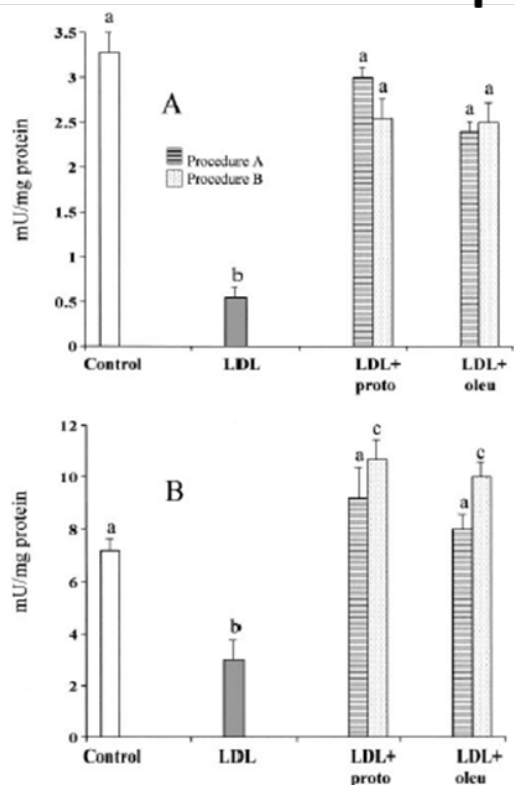 a
3.5
3
2.5
2
1.5
1
0.5
0
mU/mg protein
A
Procedure A
Procedure B
b
a
a
a
a
Control
LDL
LDL+
proto
LDL+
oleu
12
10
8
6
4
2
0
mU/mg protein
B
a
b
a
c
a
c
Control
LDL
LDL+
proto
LDL+
oleu